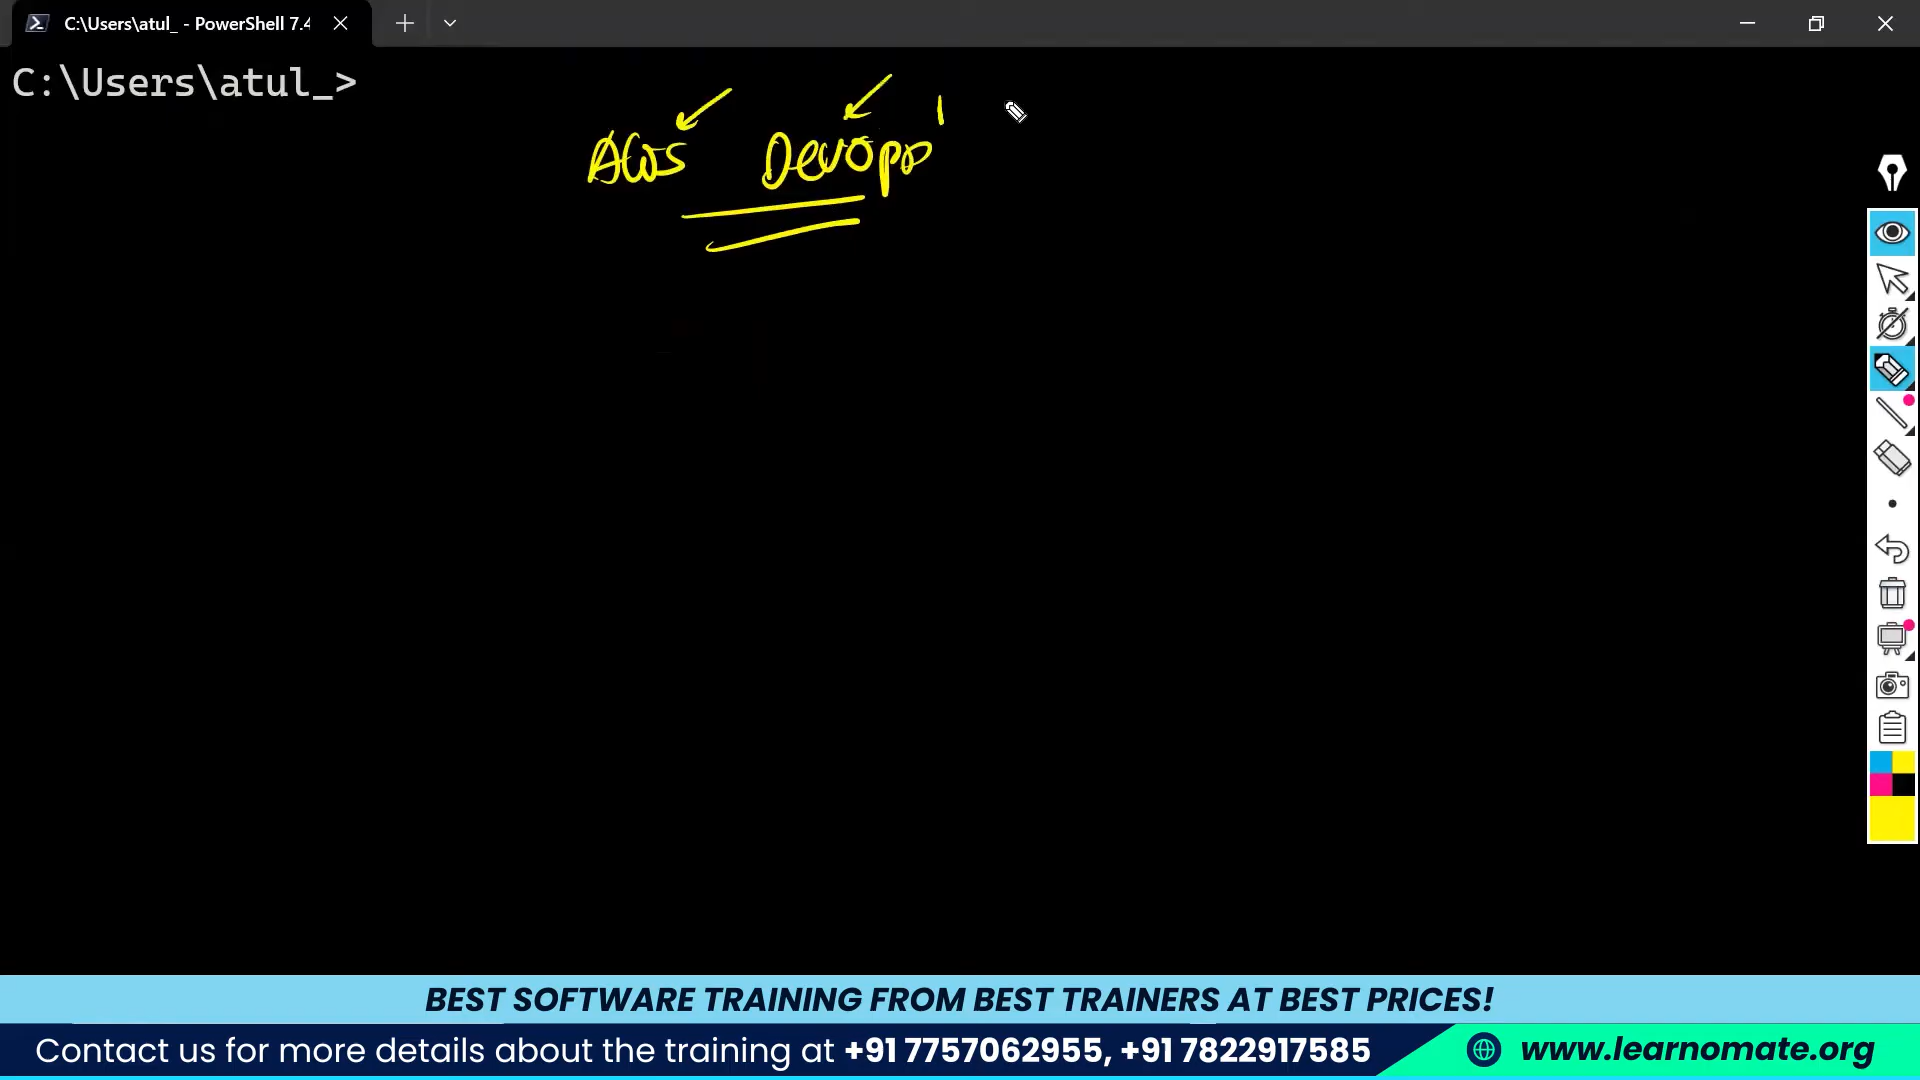 C:\Users\atul_ - PowerShell 7.4
C:\Users\atul_>
AWS DevOps
BEST SOFTWARE TRAINING FROM BEST TRAINERS AT BEST PRICES!
Contact us for more details about the training at +91 7757062955, +91 7822917585
www.learnomate.org